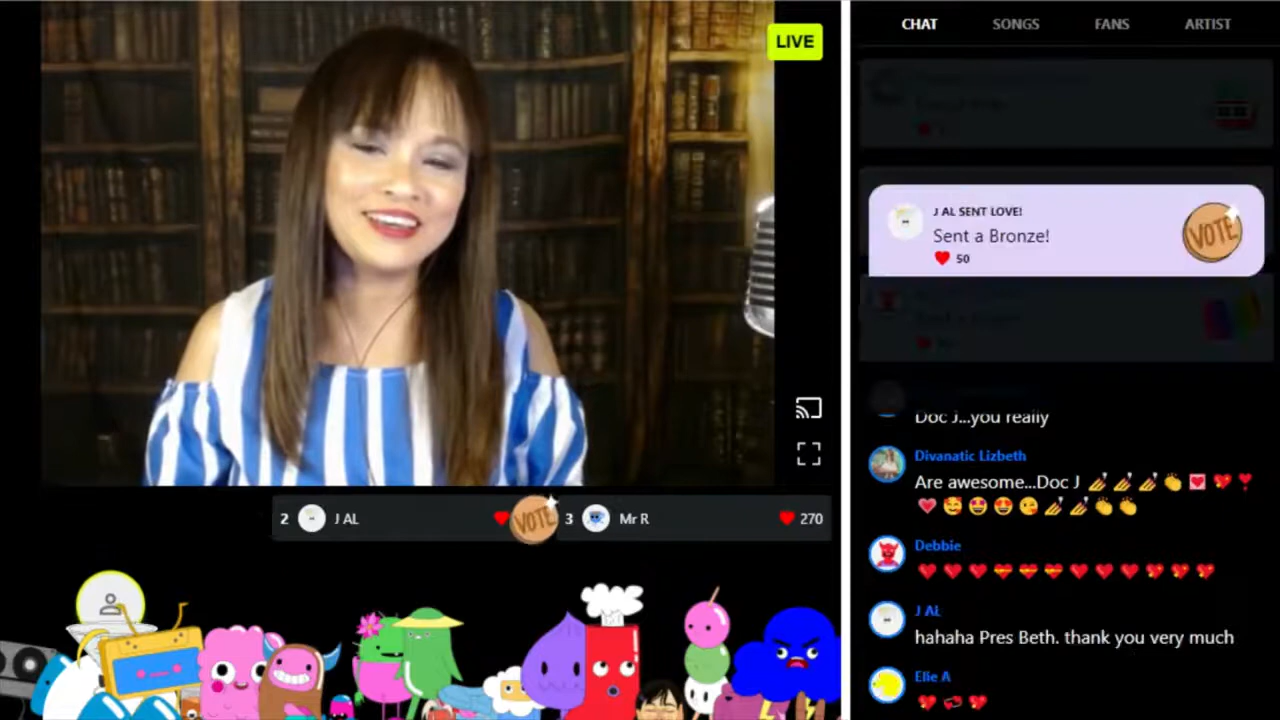 LIVE
CHAT SONGS FANS ARTIST
J AL SENT LOVE!
Sent a Bronze!
50
VOTE
Doc J...you really
Divanatic Lizbeth
Are awesome...Doc J
Debbie
J AL
hahaha Pres Beth. thank you very much
Elie A
2 J AL VOTE 3 Mr R 270